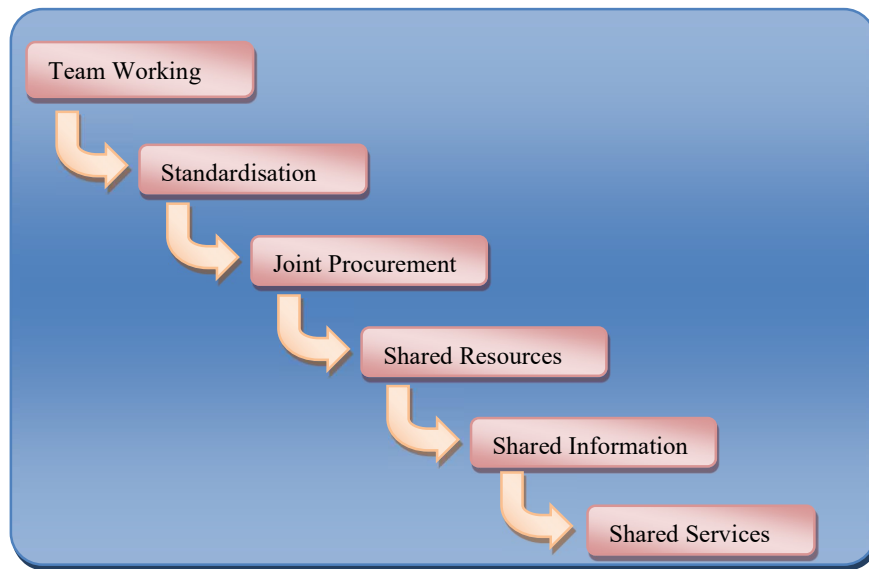 Team Working
Standardisation
Joint Procurement
Shared Resources
Shared Information
Shared Services